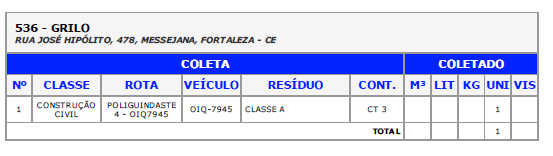 536 - GRILO
RUA JOSÉ HIPÓLITO, 478, MESSEJANA, FORTALEZA - CE
COLETA COLETADO
Nº CLASSE ROTA VEÍCULO RESÍDUO CONT. M³ LIT KG UNI VIS
1 CONSTRUÇÃO CIVIL POLIGUINDASTE 4 - OIQ7945 OIQ-7945 CLASSE A CT 3 1
TOTAL 1